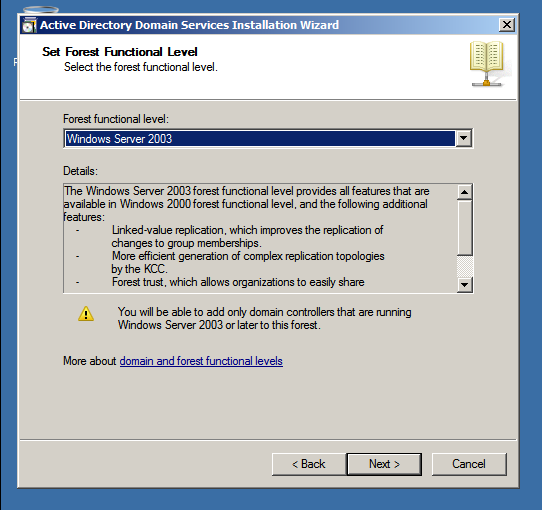 Active Directory Domain Services Installation Wizard
Set Forest Functional Level
Select the forest functional level.
Forest functional level:
Windows Server 2003
Details:
The Windows Server 2003 forest functional level provides all features that are
available in Windows 2000 forest functional level, and the following additional
features:
- Linked-value replication, which improves the replication of
changes to group memberships.
- More efficient generation of complex replication topologies
by the KCC.
- Forest trust, which allows organizations to easily share
You will be able to add only domain controllers that are running
Windows Server 2003 or later to this forest.
More about domain and forest functional levels
< Back
Next >
Cancel